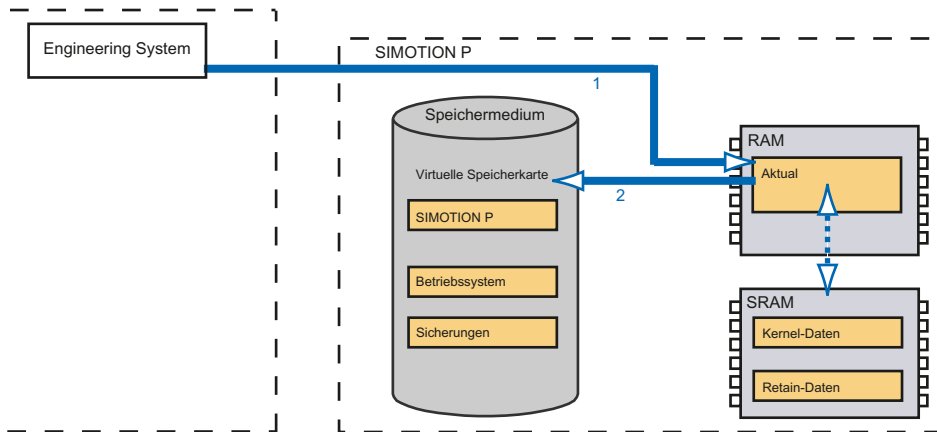 Engineering System
SIMOTION P
1
Speichermedium
RAM
Virtuelle Speicherkarte
Aktual
2
SIMOTION P
Betriebssystem
SRAM
Sicherungen
Kernel-Daten
Retain-Daten